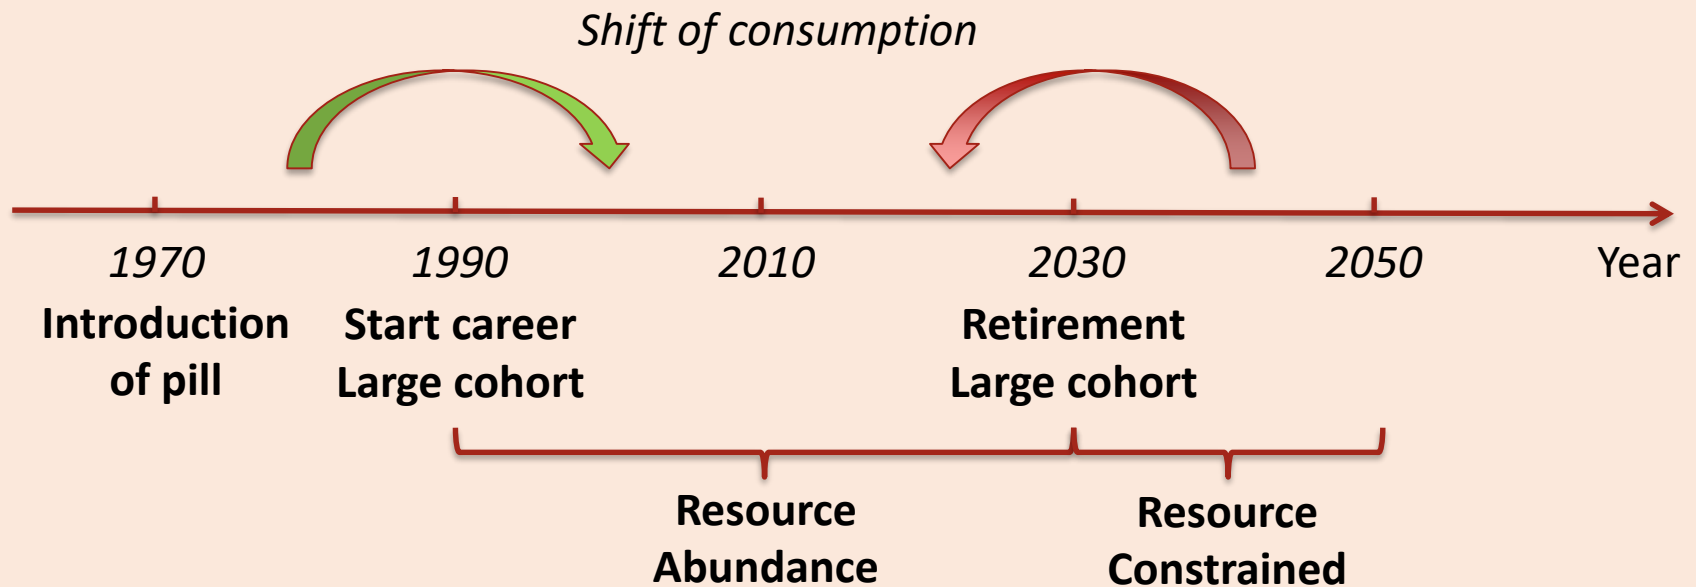 Shift of consumption
1970 1990 2010 2030 2050 Year
Introduction
of pill
Start career
Large cohort
Retirement
Large cohort
Resource
Abundance
Resource
Constrained